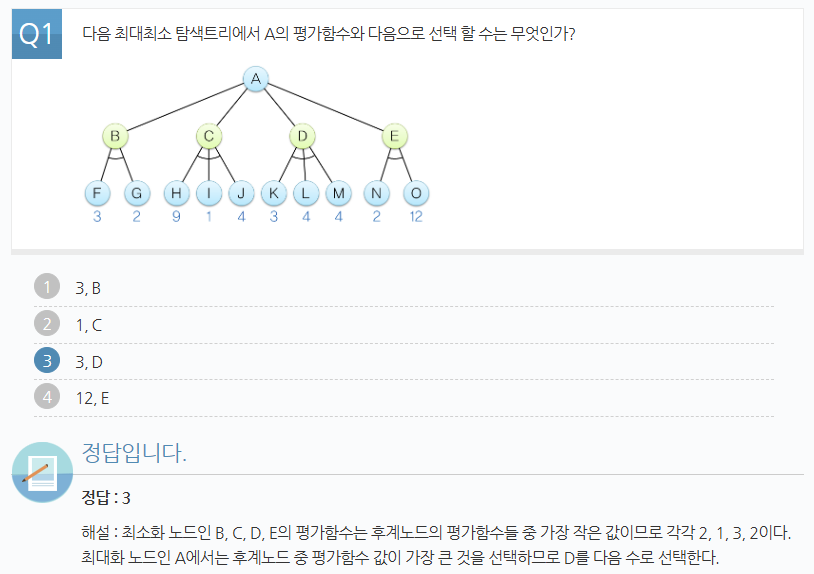 Q1 다음 최대최소 탐색트리에서 A의 평가함수와 다음으로 선택 할 수는 무엇인가?
A
B C D E
F G H I J K L M N O
3 2 9 1 4 3 4 4 2 12
1 3, B
2 1, C
3 3, D
4 12, E
정답입니다.
정답 : 3
해설 : 최소화 노드인 B, C, D, E의 평가함수는 후계노드의 평가함수들 중 가장 작은 값이므로 각각 2, 1, 3, 2이다.
최대화 노드인 A에서는 후계노드 중 평가함수 값이 가장 큰 것을 선택하므로 D를 다음 수로 선택한다.